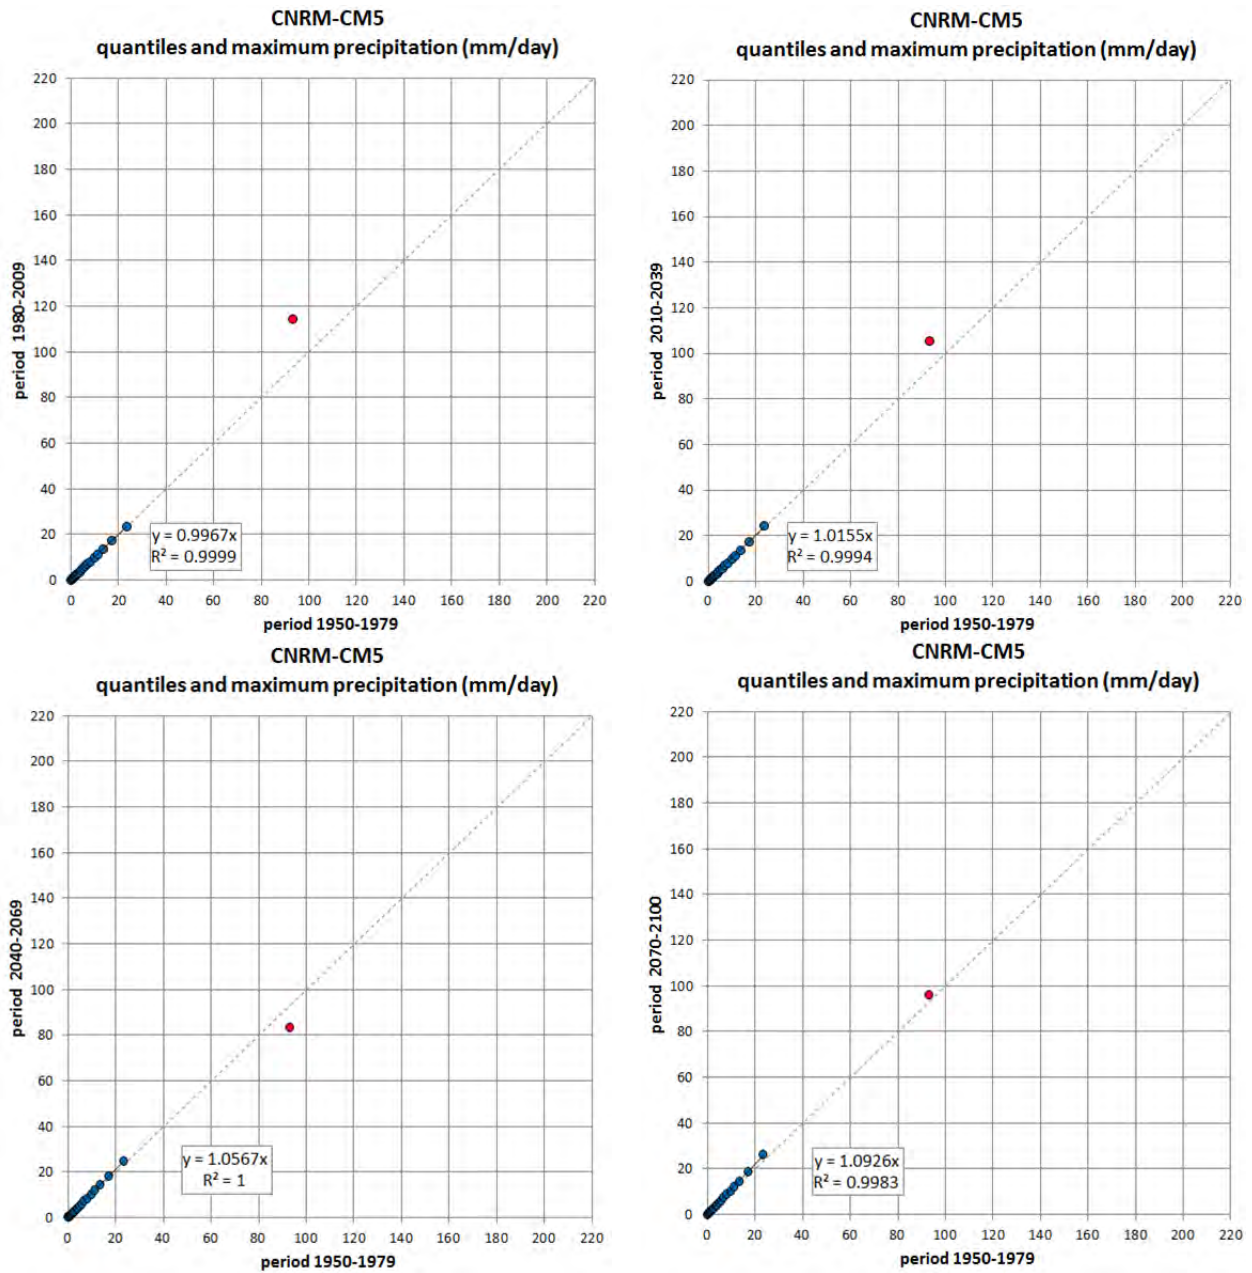 CNRM-CM5
quantiles and maximum precipitation (mm/day)
220
200
180
160
140
120
100
80
60
40
20
0
period 1980-2009
y = 0.9967x
R² = 0.9999
0 20 40 60 80 100 120 140 160 180 200 220
period 1950-1979
CNRM-CM5
quantiles and maximum precipitation (mm/day)
220
200
180
160
140
120
100
80
60
40
20
0
period 2010-2039
y = 1.0155x
R² = 0.9994
0 20 40 60 80 100 120 140 160 180 200 220
period 1950-1979
CNRM-CM5
quantiles and maximum precipitation (mm/day)
220
200
180
160
140
120
100
80
60
40
20
0
period 2040-2069
y = 1.0567x
R² = 1
0 20 40 60 80 100 120 140 160 180 200 220
period 1950-1979
CNRM-CM5
quantiles and maximum precipitation (mm/day)
220
200
180
160
140
120
100
80
60
40
20
0
period 2070-2100
y = 1.0926x
R² = 0.9983
0 20 40 60 80 100 120 140 160 180 200 220
period 1950-1979